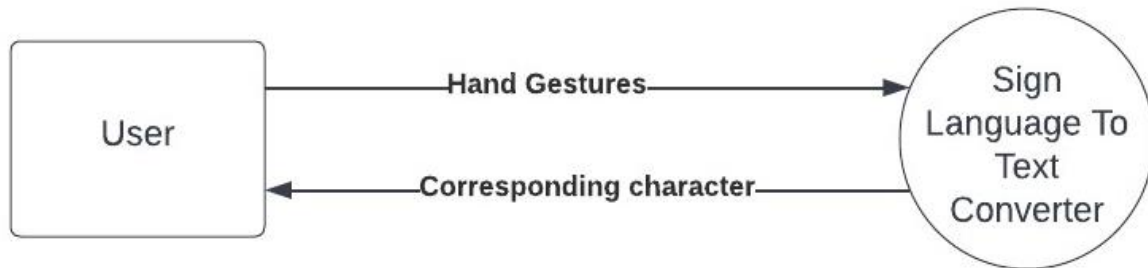 User
Hand Gestures
Corresponding character
Sign
Language To
Text
Converter